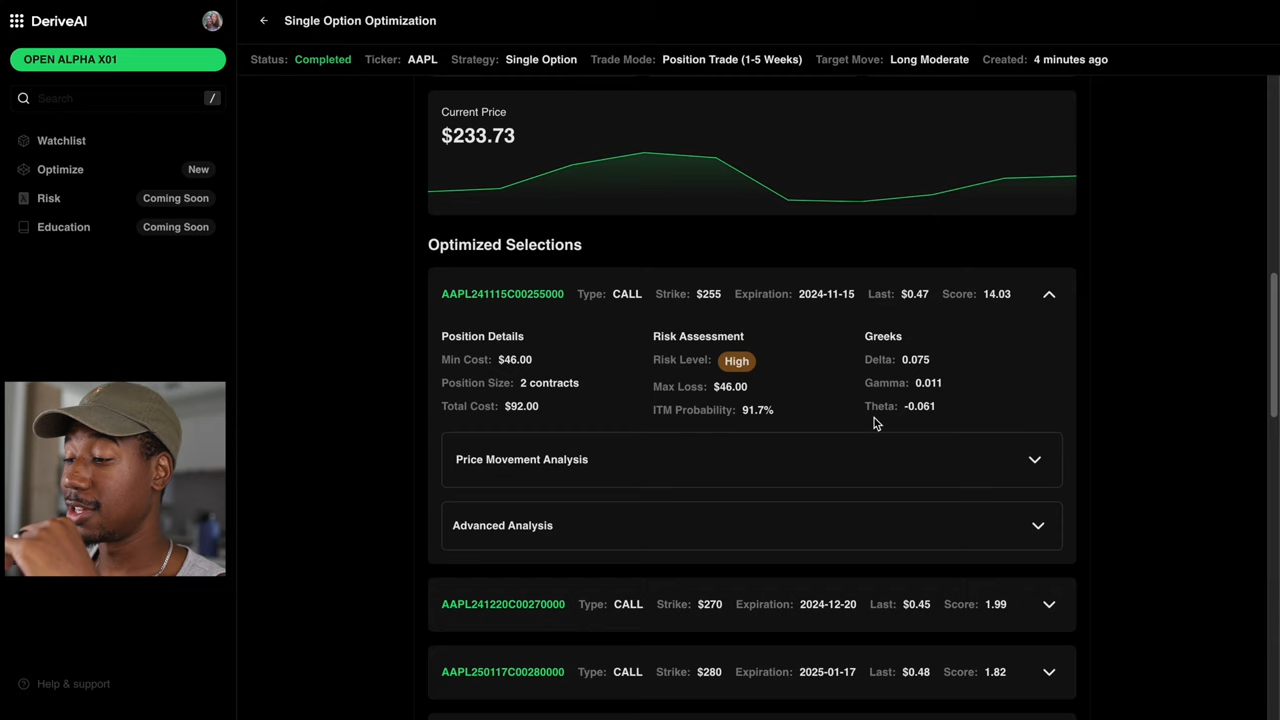 DeriveAI
OPEN ALPHA X01
Search /
Watchlist
Optimize New
Risk Coming Soon
Education Coming Soon
Help & support
Single Option Optimization
Status: Completed Ticker: AAPL Strategy: Single Option Trade Mode: Position Trade (1-5 Weeks) Target Move: Long Moderate Created: 4 minutes ago
Current Price
$233.73
Optimized Selections
AAPL241115C00255000 Type: CALL Strike: $255 Expiration: 2024-11-15 Last: $0.47 Score: 14.03
Position Details
Min Cost: $46.00
Position Size: 2 contracts
Total Cost: $92.00
Risk Assessment
Risk Level: High
Max Loss: $46.00
ITM Probability: 91.7%
Greeks
Delta: 0.075
Gamma: 0.011
Theta: -0.061
Price Movement Analysis
Advanced Analysis
AAPL241220C00270000 Type: CALL Strike: $270 Expiration: 2024-12-20 Last: $0.45 Score: 1.99
AAPL250117C00280000 Type: CALL Strike: $280 Expiration: 2025-01-17 Last: $0.48 Score: 1.82